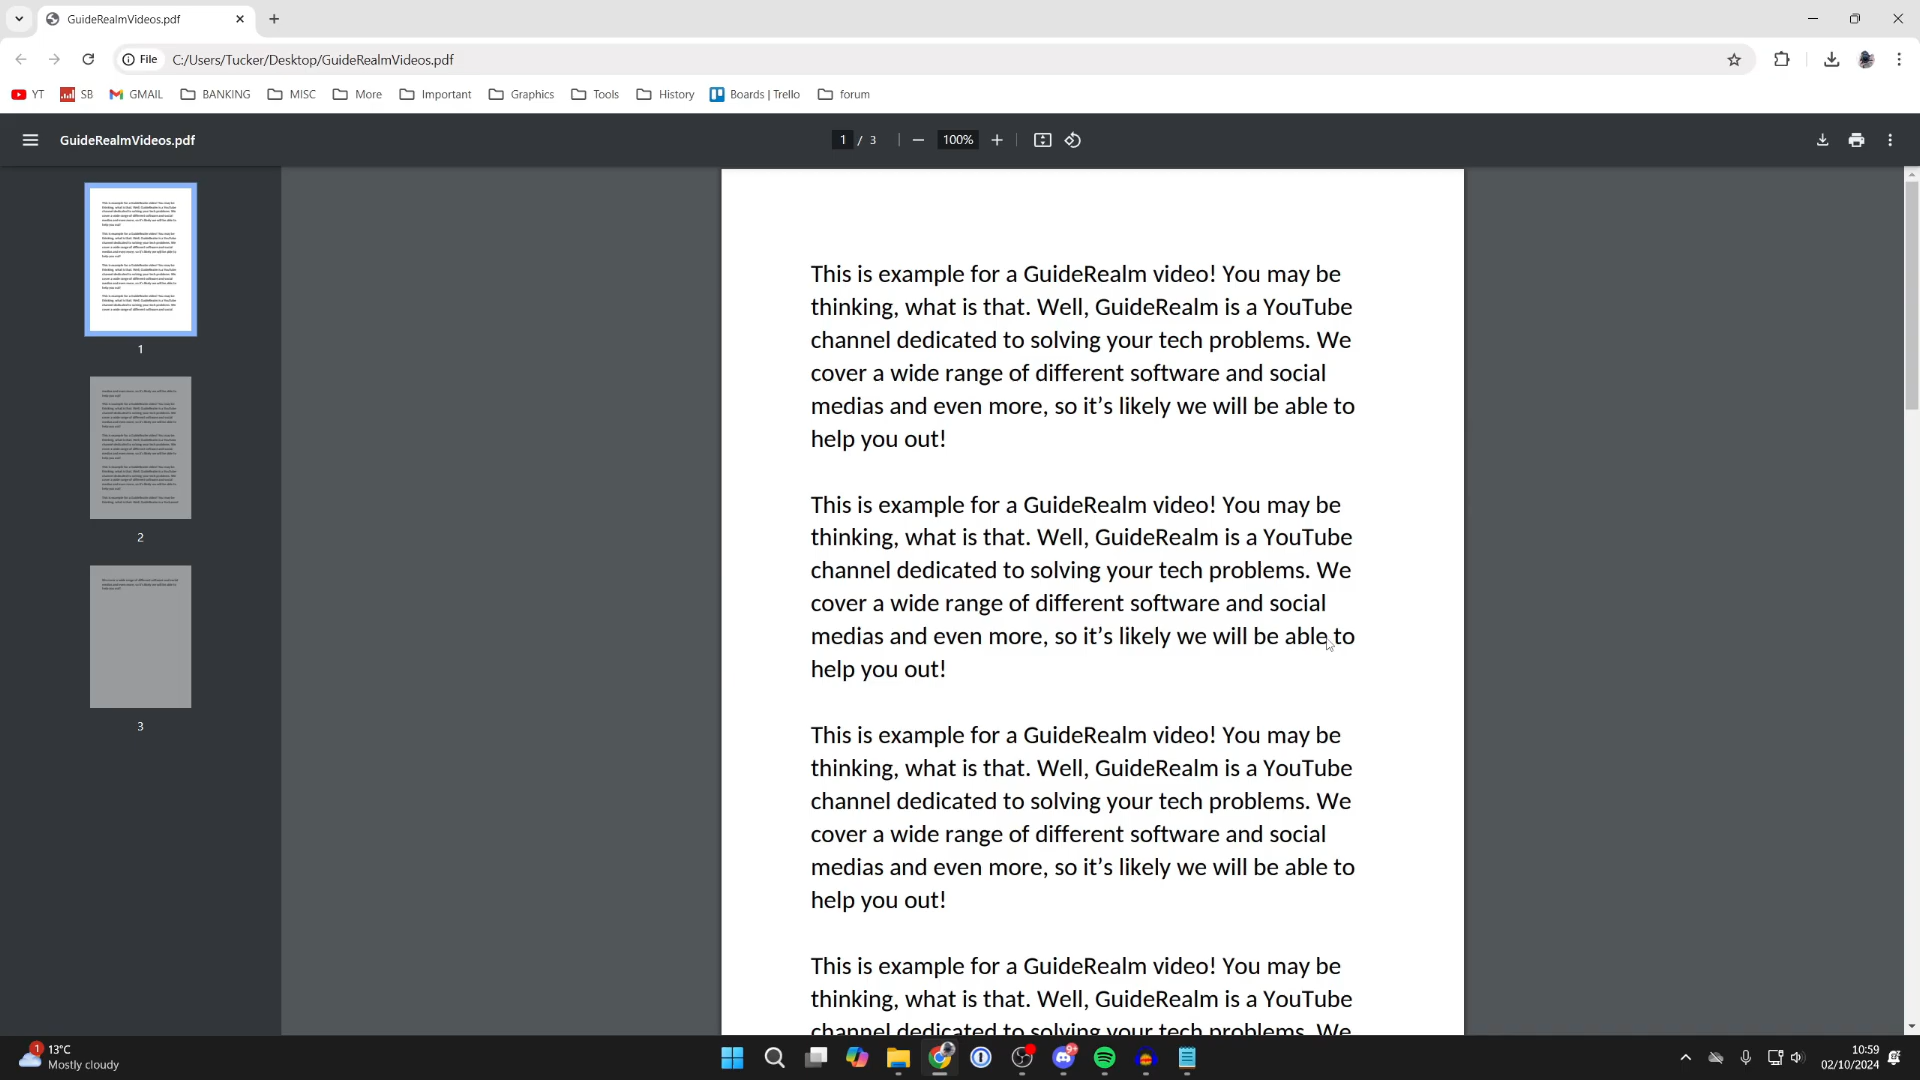 GuideRealmVideos.pdf
File C:/Users/Tucker/Desktop/GuideRealmVideos.pdf
YT SB GMAIL BANKING MISC More Important Graphics Tools History Boards | Trello forum
GuideRealmVideos.pdf 1 / 3 100%
1
2
3
This is example for a GuideRealm video! You may be
thinking, what is that. Well, GuideRealm is a YouTube
channel dedicated to solving your tech problems. We
cover a wide range of different software and social
medias and even more, so it’s likely we will be able to
help you out!
This is example for a GuideRealm video! You may be
thinking, what is that. Well, GuideRealm is a YouTube
channel dedicated to solving your tech problems. We
cover a wide range of different software and social
medias and even more, so it’s likely we will be able to
help you out!
This is example for a GuideRealm video! You may be
thinking, what is that. Well, GuideRealm is a YouTube
channel dedicated to solving your tech problems. We
cover a wide range of different software and social
medias and even more, so it’s likely we will be able to
help you out!
This is example for a GuideRealm video! You may be
thinking, what is that. Well, GuideRealm is a YouTube
channel dedicated to solving your tech problems. We
1 13°C
Mostly cloudy
9+
10:59
02/10/2024